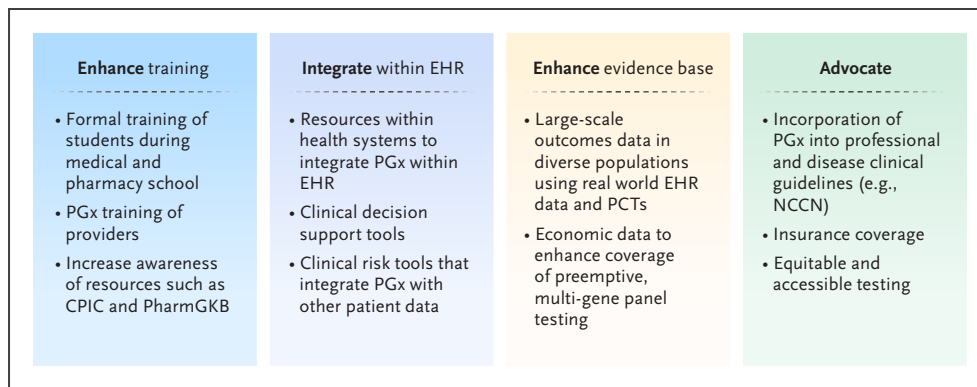 Enhance training
• Formal training of
students during
medical and
pharmacy school
• PGx training of
providers
• Increase awareness
of resources such as
CPIC and PharmGKB
Integrate within EHR
• Resources within
health systems to
integrate PGx within
EHR
• Clinical decision
support tools
• Clinical risk tools that
integrate PGx with
other patient data
Enhance evidence base
• Large-scale
outcomes data in
diverse populations
using real world EHR
data and PCTs
• Economic data to
enhance coverage
of preemptive,
multi-gene panel
testing
Advocate
• Incorporation of
PGx into professional
and disease clinical
guidelines (e.g.,
NCCN)
• Insurance coverage
• Equitable and
accessible testing